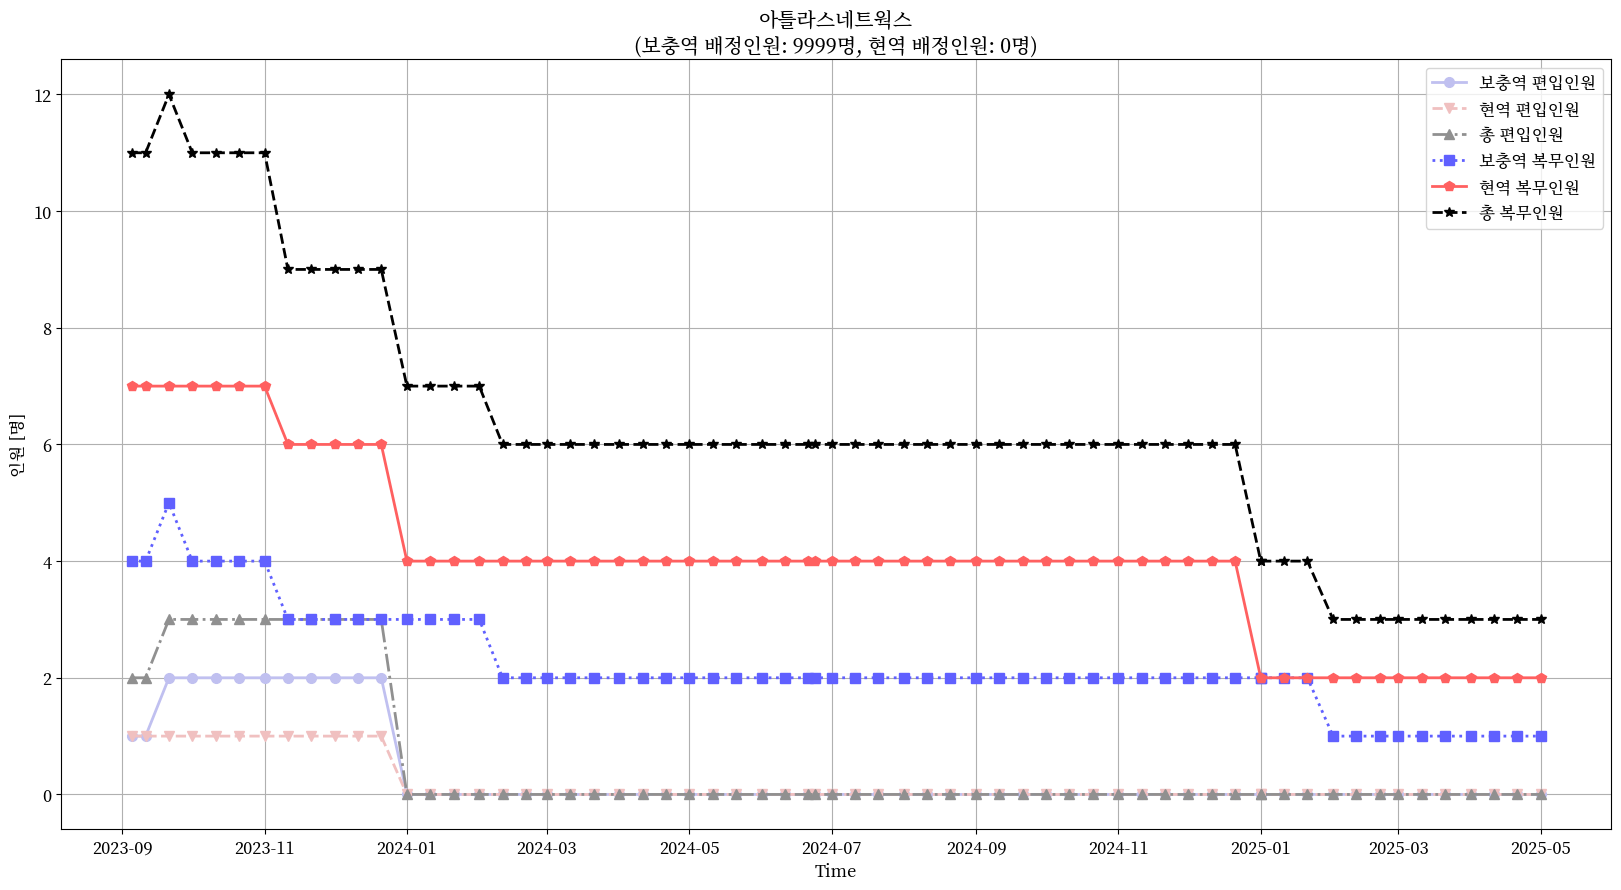 아틀라스네트웍스
(보충역 배정인원: 9999명, 현역 배정인원: 0명)
보충역 편입인원
현역 편입인원
총 편입인원
보충역 복무인원
현역 복무인원
총 복무인원
12
10
8
6
4
2
0
인원 [명]
2023-09 2023-11 2024-01 2024-03 2024-05 2024-07 2024-09 2024-11 2025-01 2025-03 2025-05
Time